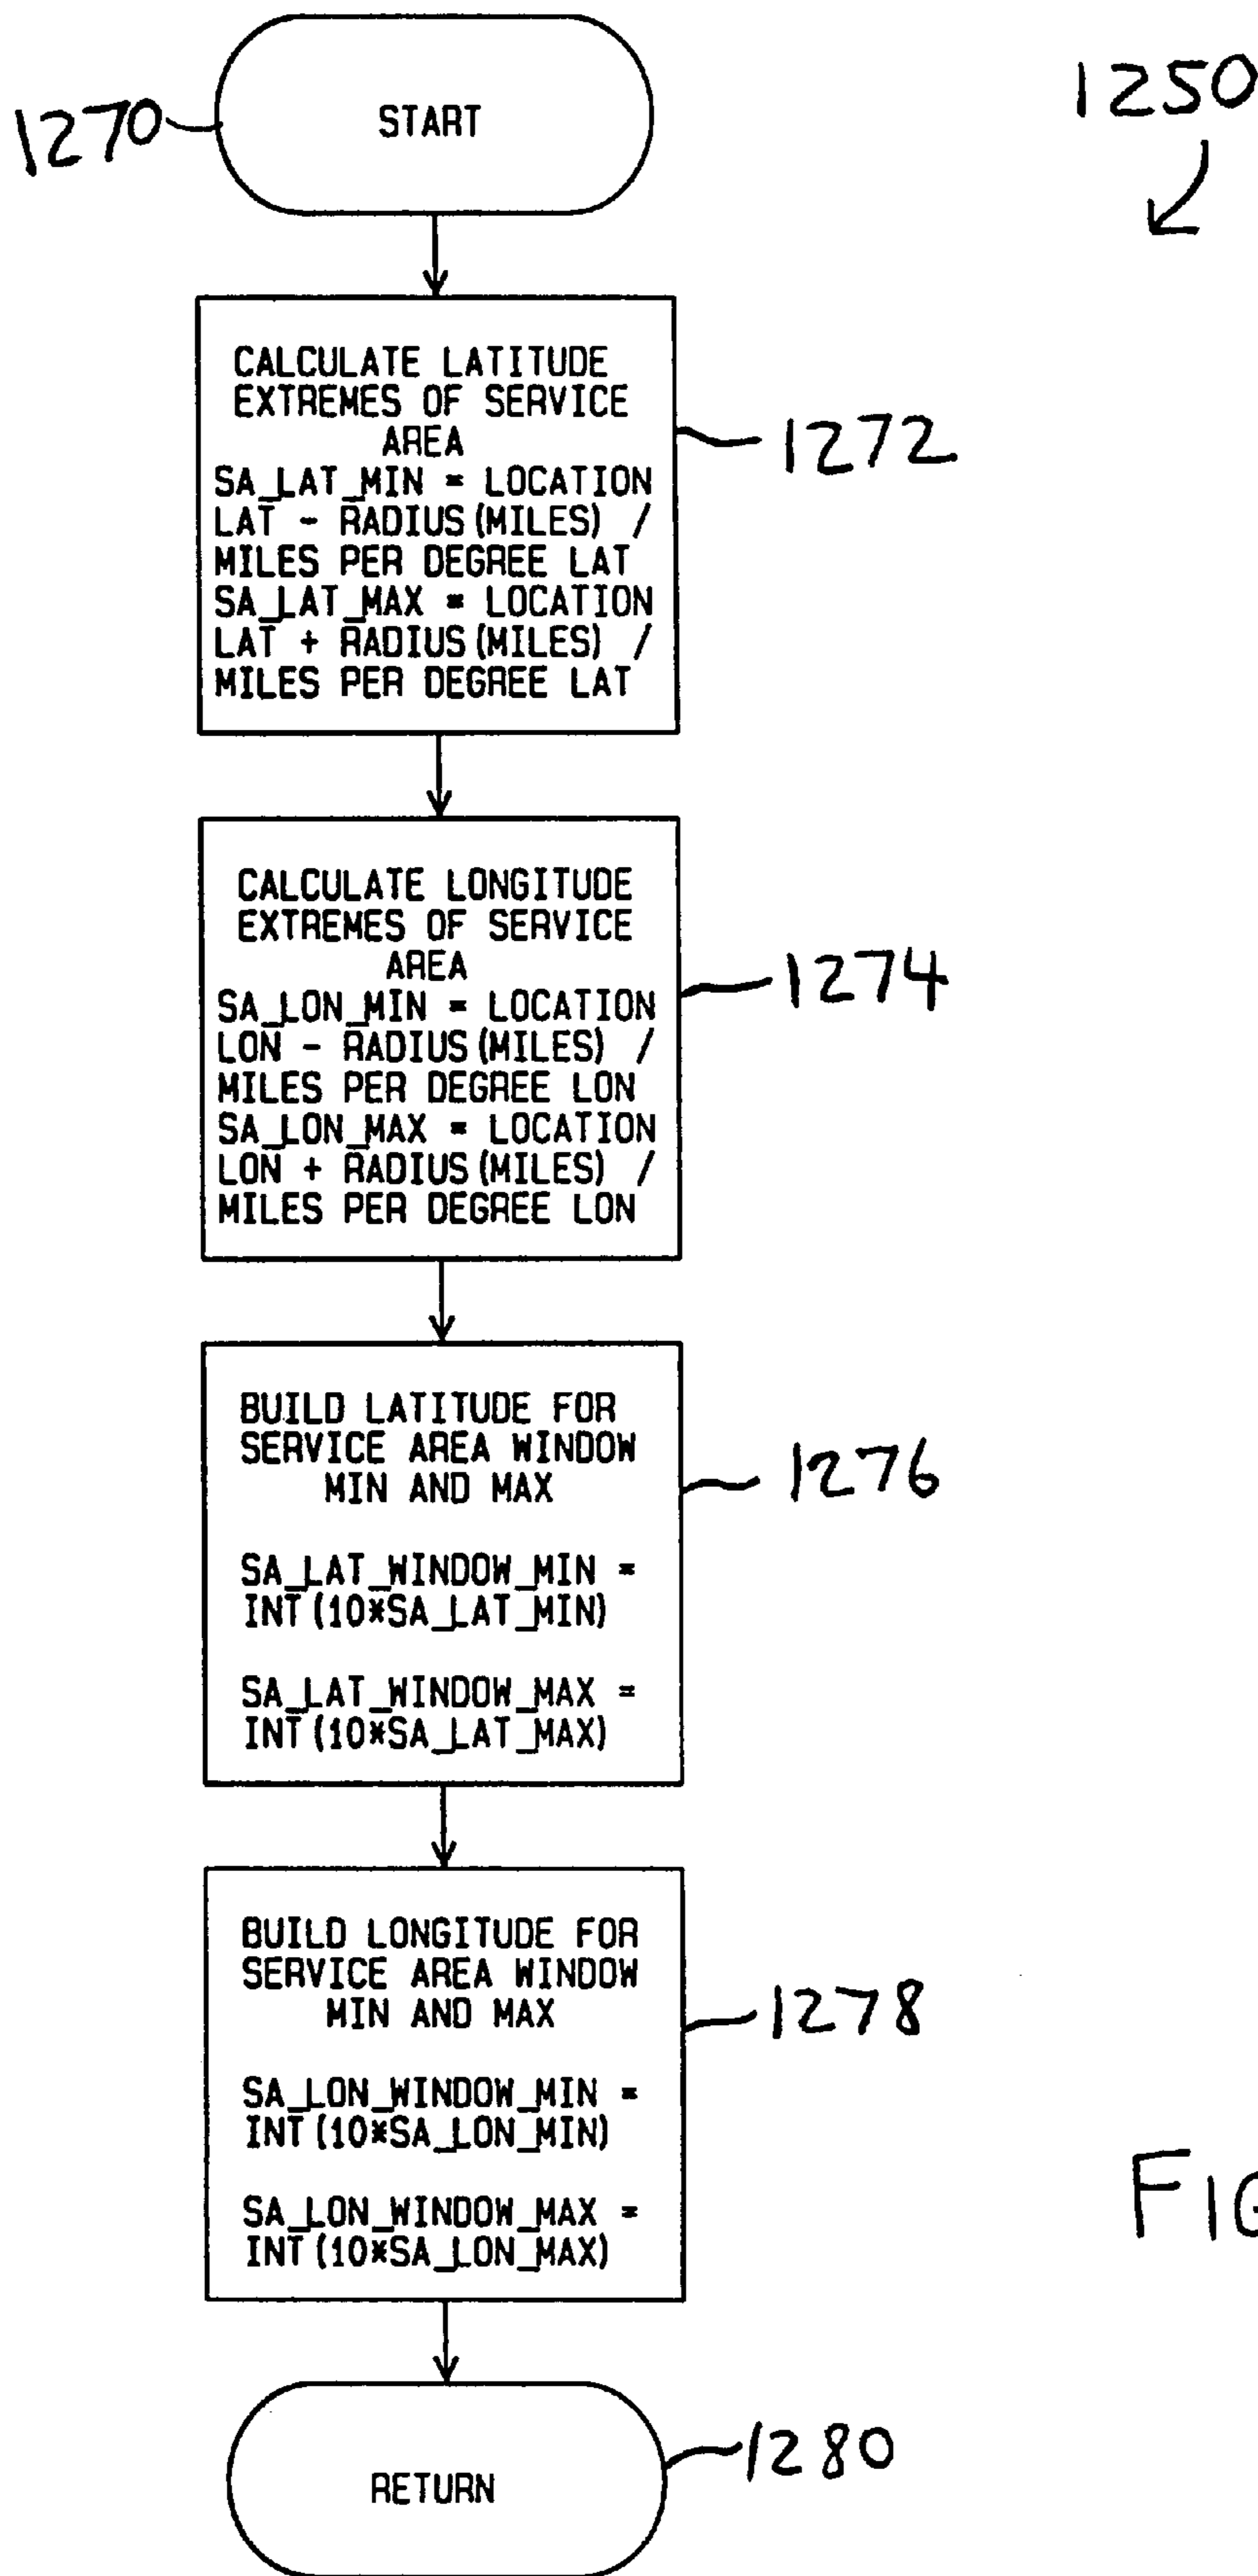 1250
1270
START
CALCULATE LATITUDE
EXTREMES OF SERVICE
AREA
SA_LAT_MIN = LOCATION
LAT - RADIUS(MILES) /
MILES PER DEGREE LAT
SA_LAT_MAX = LOCATION
LAT + RADIUS(MILES) /
MILES PER DEGREE LAT
1272
CALCULATE LONGITUDE
EXTREMES OF SERVICE
AREA
SA_LON_MIN = LOCATION
LON - RADIUS(MILES) /
MILES PER DEGREE LON
SA_LON_MAX = LOCATION
LON + RADIUS(MILES) /
MILES PER DEGREE LON
1274
BUILD LATITUDE FOR
SERVICE AREA WINDOW
MIN AND MAX
SA_LAT_WINDOW_MIN =
INT(10*SA_LAT_MIN)
SA_LAT_WINDOW_MAX =
INT(10*SA_LAT_MAX)
1276
BUILD LONGITUDE FOR
SERVICE AREA WINDOW
MIN AND MAX
SA_LON_WINDOW_MIN =
INT(10*SA_LON_MIN)
SA_LON_WINDOW_MAX =
INT(10*SA_LON_MAX)
1278
RETURN
1280